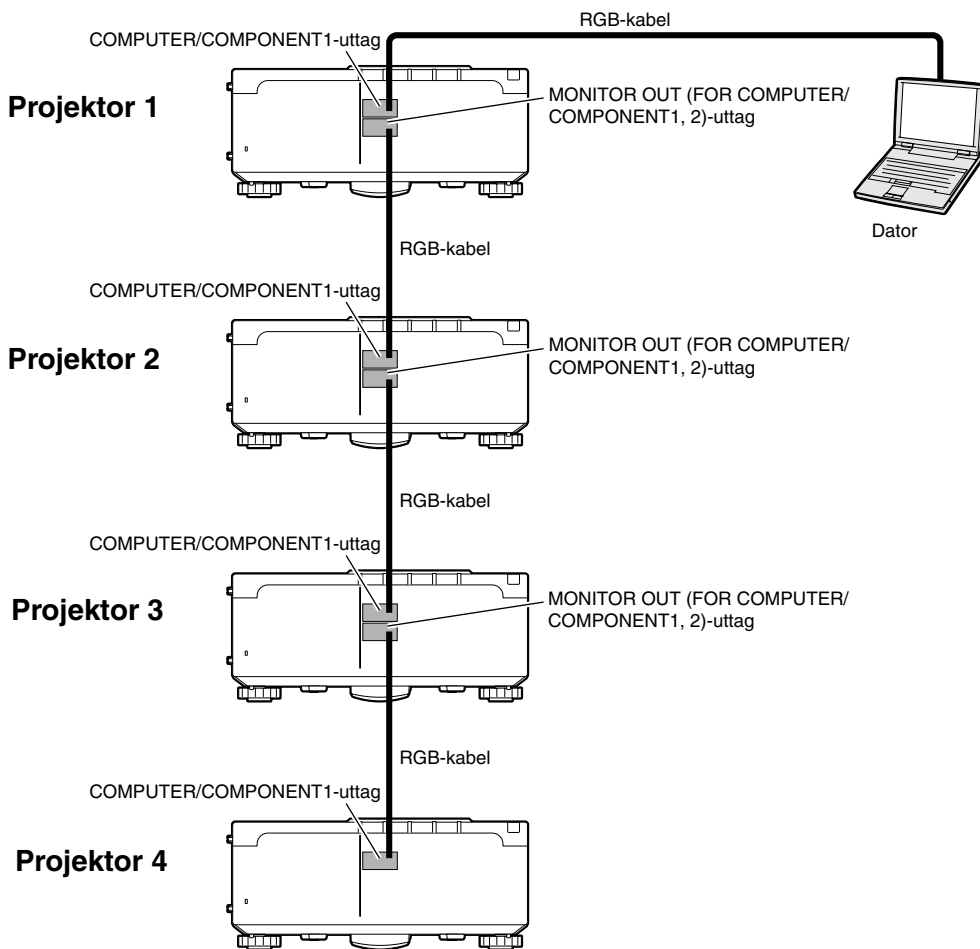 RGB-kabel
COMPUTER/COMPONENT1-uttag
Projektor 1
MONITOR OUT (FOR COMPUTER/
COMPONENT1, 2)-uttag
Dator
RGB-kabel
COMPUTER/COMPONENT1-uttag
Projektor 2
MONITOR OUT (FOR COMPUTER/
COMPONENT1, 2)-uttag
RGB-kabel
COMPUTER/COMPONENT1-uttag
Projektor 3
MONITOR OUT (FOR COMPUTER/
COMPONENT1, 2)-uttag
RGB-kabel
COMPUTER/COMPONENT1-uttag
Projektor 4